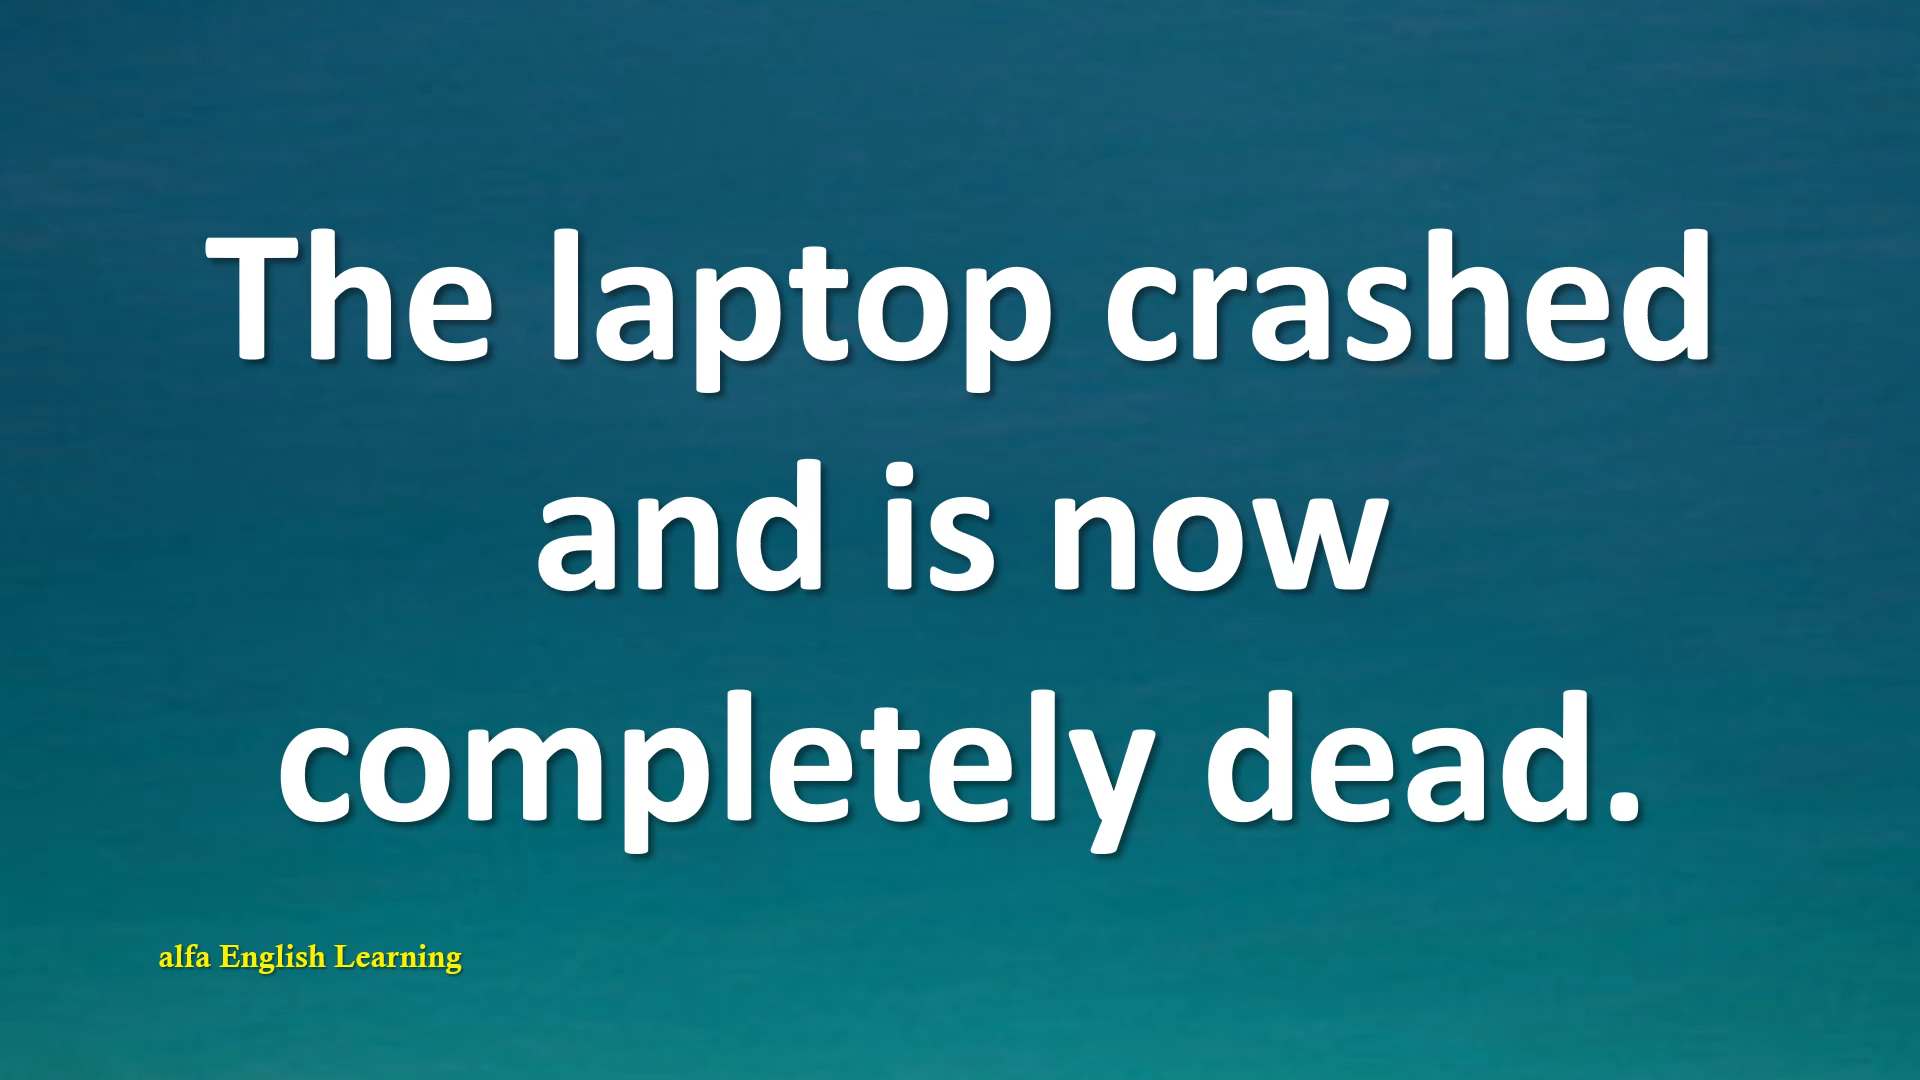 The laptop crashed
and is now
completely dead.
alfa English Learning